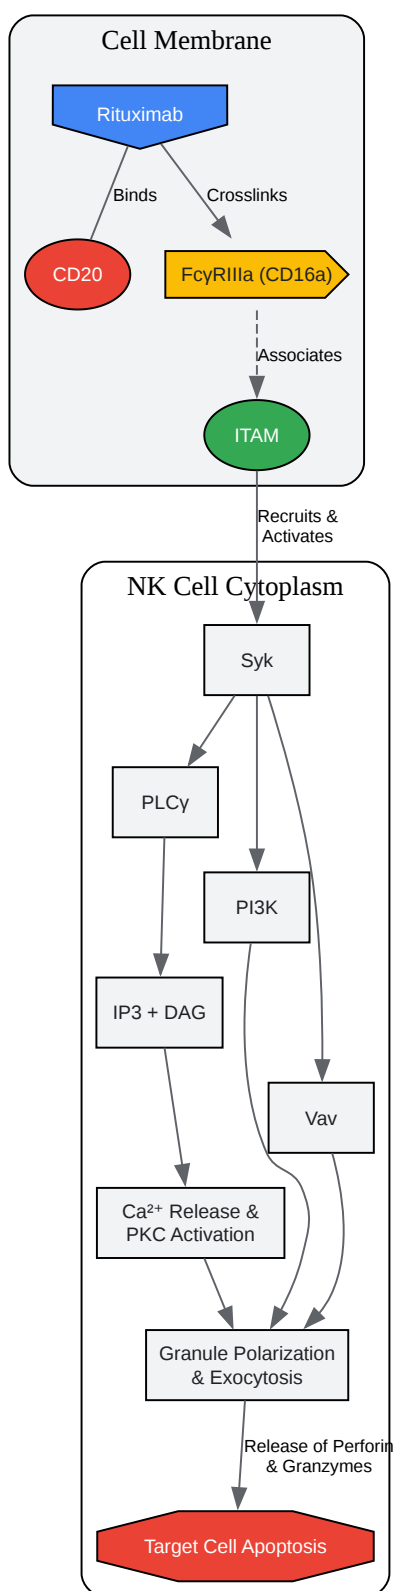 Cell Membrane
Rituximab
Binds
Crosslinks
CD20
FcγRIIIa (CD16a)
Associates
ITAM
Recruits &
Activates
NK Cell Cytoplasm
Syk
PLCγ
PI3K
IP3 + DAG
Vav
Ca²⁺ Release &
PKC Activation
Granule Polarization
& Exocytosis
Release of Perforin
& Granzymes
Target Cell Apoptosis